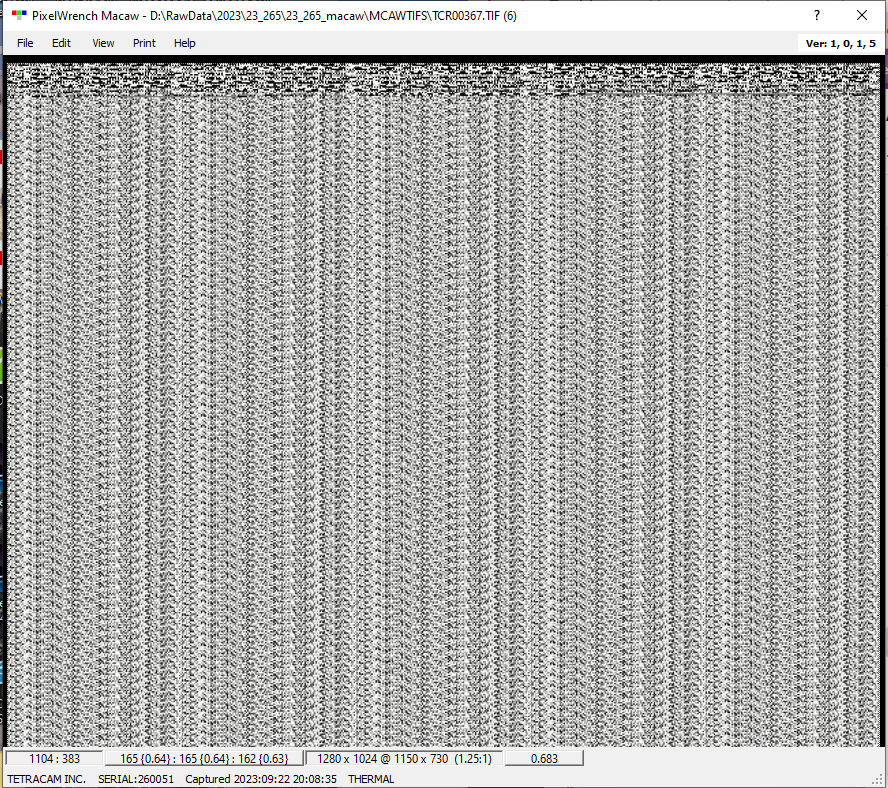 PixelWrench Macaw - D:\RawData\2023\23_265\23_265_macaw\MCAWTIFS\TCR00367.TIF (6)
File Edit View Print Help Ver: 1, 0, 1, 5
1104 : 383 165 {0.64} : 165 {0.64} : 162 {0.63} 1280 x 1024 @ 1150 x 730 (1.25:1) 0.683
TETRACAM INC. SERIAL:260051 Captured 2023:09:22 20:08:35 THERMAL